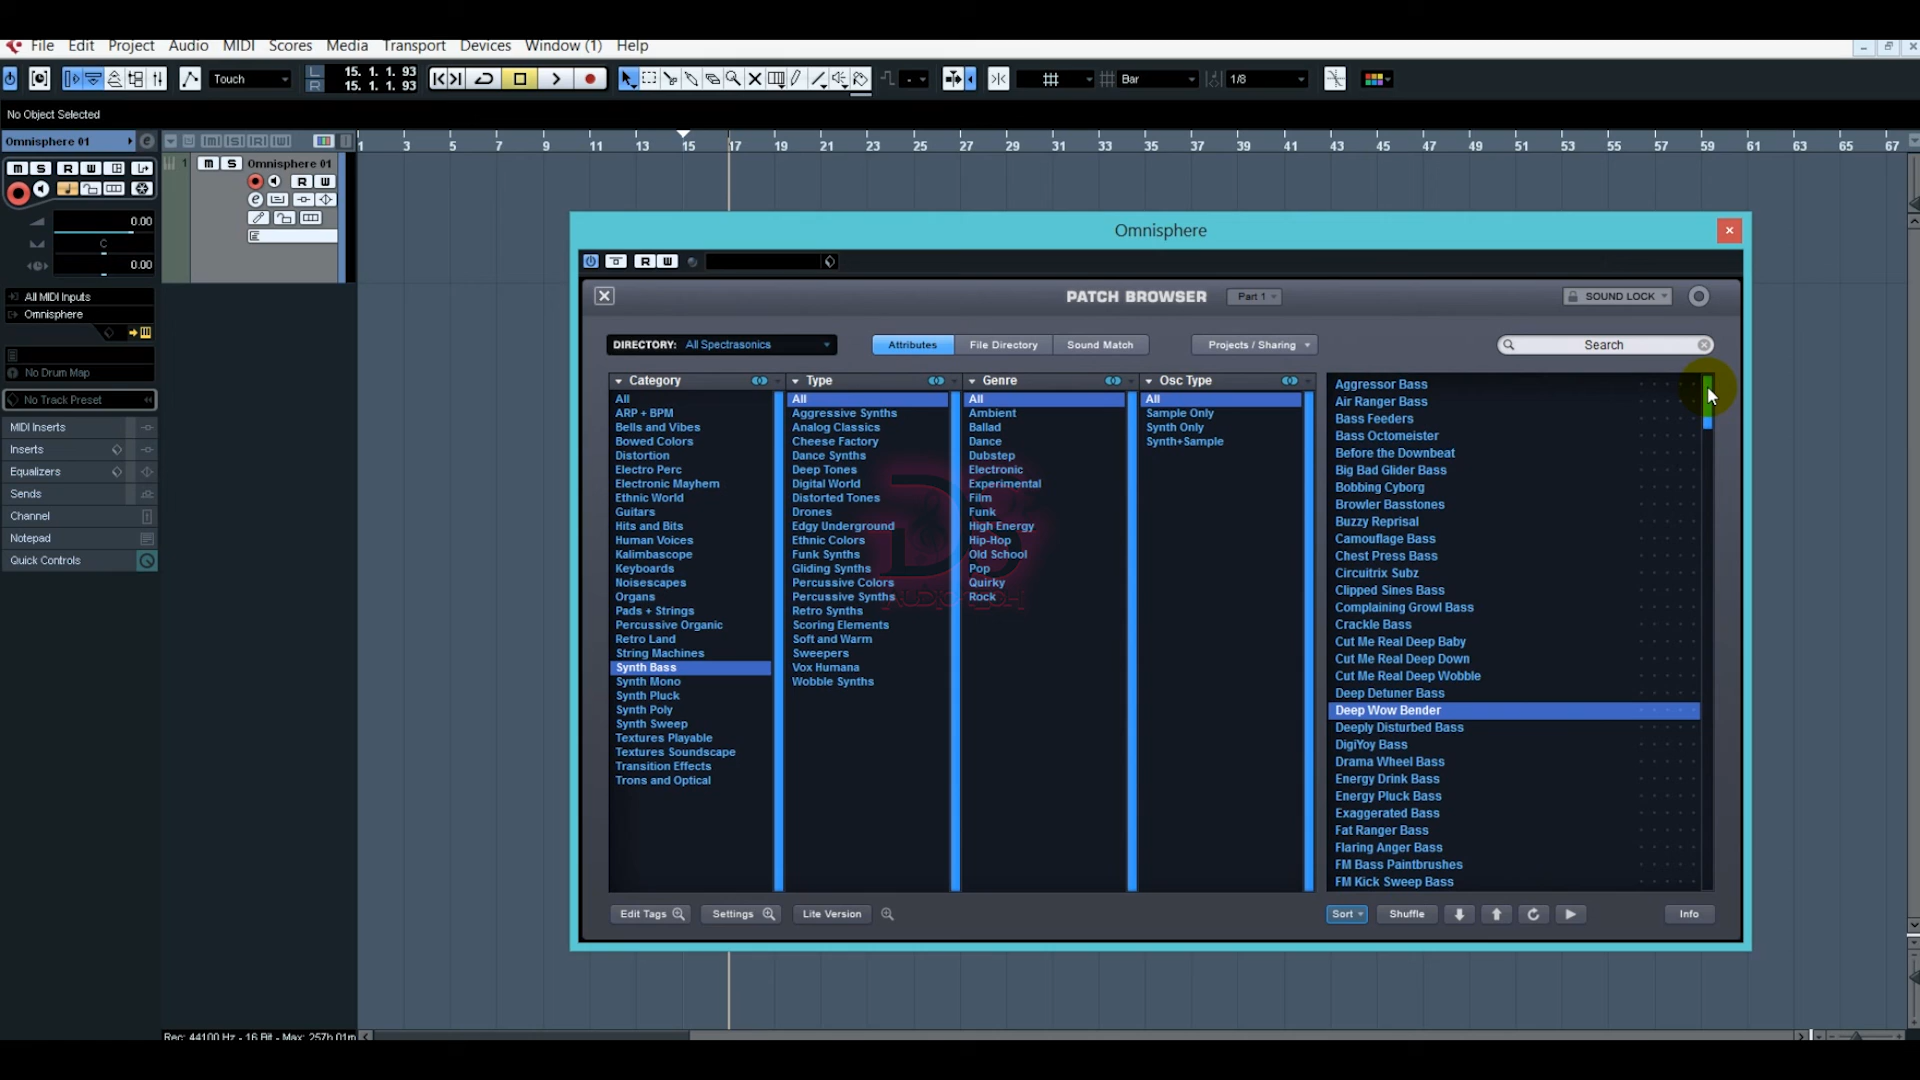 File Edit Project Audio MIDI Scores Media Transport Devices Window (1) Help
Touch
L 15. 1. 1. 93
R 15. 1. 1. 93
Bar
1/8
No Object Selected
Omnisphere 01
1 3 5 7 9 11 13 15 17 19 21 23 25 27 29 31 33 35 37 39 41 43 45 47 49 51 53 55 57 59 61 63 65 67
M S R W
1 M S Omnisphere 01
R W
0.00
C
0.00
All MIDI Inputs
Omnisphere
No Drum Map
No Track Preset
MIDI Inserts
Inserts
Equalizers
Sends
Channel
Notepad
Quick Controls
Omnisphere
R W
PATCH BROWSER
Part 1
SOUND LOCK
DIRECTORY: All Spectrasonics
Attributes File Directory Sound Match
Projects / Sharing
Search
Category
All
ARP + BPM
Bells and Vibes
Bowed Colors
Distortion
Electro Perc
Electronic Mayhem
Ethnic World
Guitars
Hits and Bits
Human Voices
Kalimbascope
Keyboards
Noisescapes
Organs
Pads + Strings
Percussive Organic
Retro Land
String Machines
Synth Bass
Synth Mono
Synth Pluck
Synth Poly
Synth Sweep
Textures Playable
Textures Soundscape
Transition Effects
Trons and Optical
Type
All
Aggressive Synths
Analog Classics
Cheese Factory
Dance Synths
Deep Tones
Digital World
Distorted Tones
Drones
Edgy Underground
Ethnic Colors
Funk Synths
Gliding Synths
Percussive Colors
Percussive Synths
Retro Synths
Scoring Elements
Soft and Warm
Sweepers
Vox Humana
Wobble Synths
Genre
All
Ambient
Ballad
Dance
Dubstep
Electronic
Experimental
Film
Funk
High Energy
Hip-Hop
Old School
Pop
Quirky
Rock
Osc Type
All
Sample Only
Synth Only
Synth+Sample
Aggressor Bass
Air Ranger Bass
Bass Feeders
Bass Octomeister
Before the Downbeat
Big Bad Glider Bass
Bobbing Cyborg
Browler Basstones
Buzzy Reprisal
Camouflage Bass
Chest Press Bass
Circuitrix Subz
Clipped Sines Bass
Complaining Growl Bass
Crackle Bass
Cut Me Real Deep Baby
Cut Me Real Deep Down
Cut Me Real Deep Wobble
Deep Detuner Bass
Deep Wow Bender
Deeply Disturbed Bass
DigiYoy Bass
Drama Wheel Bass
Energy Drink Bass
Energy Pluck Bass
Exaggerated Bass
Fat Ranger Bass
Flaring Anger Bass
FM Bass Paintbrushes
FM Kick Sweep Bass
Edit Tags Settings Lite Version
Sort Shuffle Info
Rec: 44100 Hz - 16 Bit - Max: 257h 01m